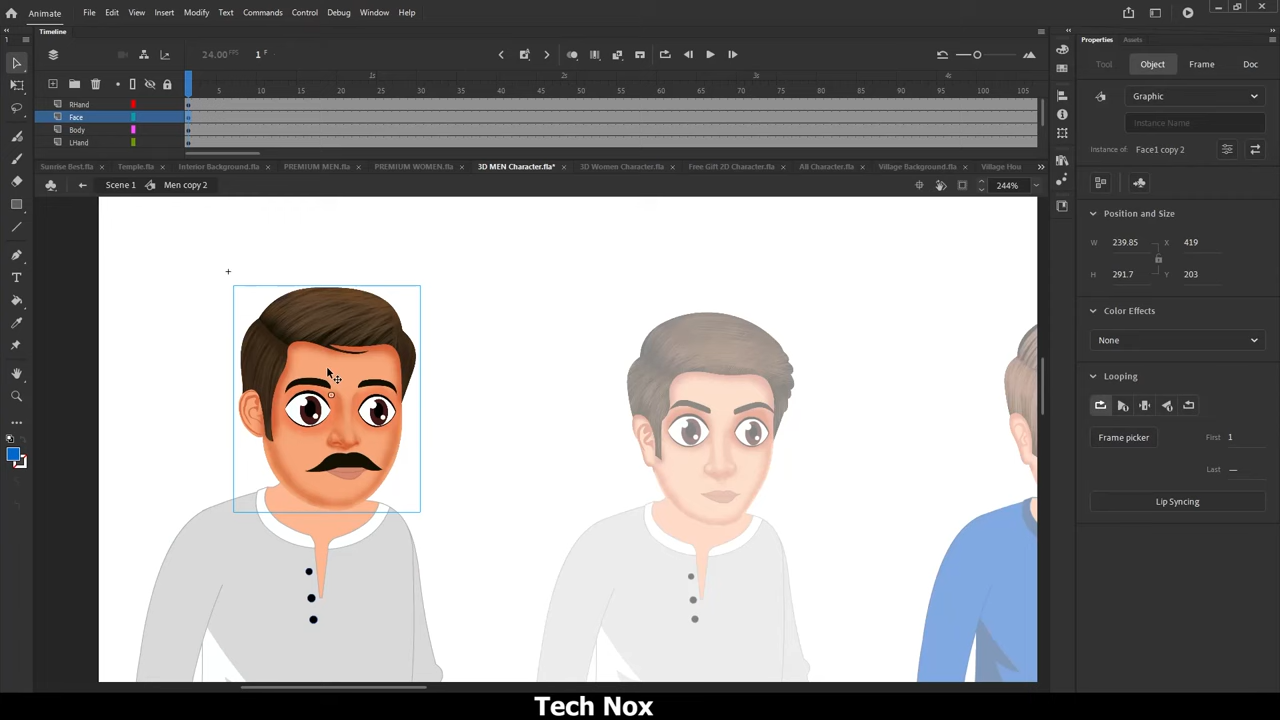 Animate File Edit View Insert Modify Text Commands Control Debug Window Help
Timeline
Properties Assets
24.00 FPS 1 F
Tool Object Frame Doc
1s 2s 3s 4s
5 10 15 20 25 30 35 40 45 50 55 60 65 70 75 80 85 90 95 100 105
Graphic
RHand
Face
Instance Name
Body
LHand
Instance of: Face1 copy 2
Sunrise Best.fla Temple.fla Interior Background.fla PREMIUM MEN.fla PREMIUM WOMEN.fla 3D MEN Character.fla* 3D Women Character.fla Free Gift 2D Character.fla All Character.fla Village Background.fla Village Hou
Scene 1 Men copy 2 244%
Position and Size
W 239.85 X 419
H 291.7 Y 203
Color Effects
None
Looping
Frame picker First 1
Last —
Lip Syncing
Tech Nox